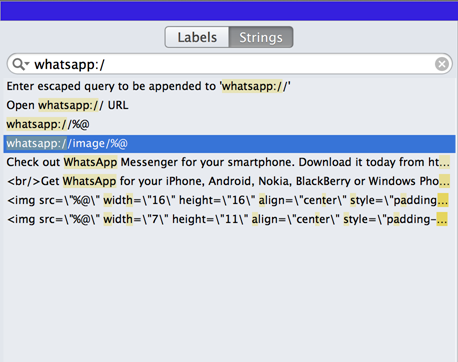 Labels Strings
whatsapp:/
Enter escaped query to be appended to 'whatsapp://'
Open whatsapp:// URL
whatsapp://%@
whatsapp://image/%@
Check out WhatsApp Messenger for your smartphone. Download it today from ht...
<br/>Get WhatsApp for your iPhone, Android, Nokia, BlackBerry or Windows Pho...
<img src=\"%@\" width=\"16\" height=\"16\" align=\"center\" style=\"padding...
<img src=\"%@\" width=\"7\" height=\"11\" align=\"center\" style=\"padding-...